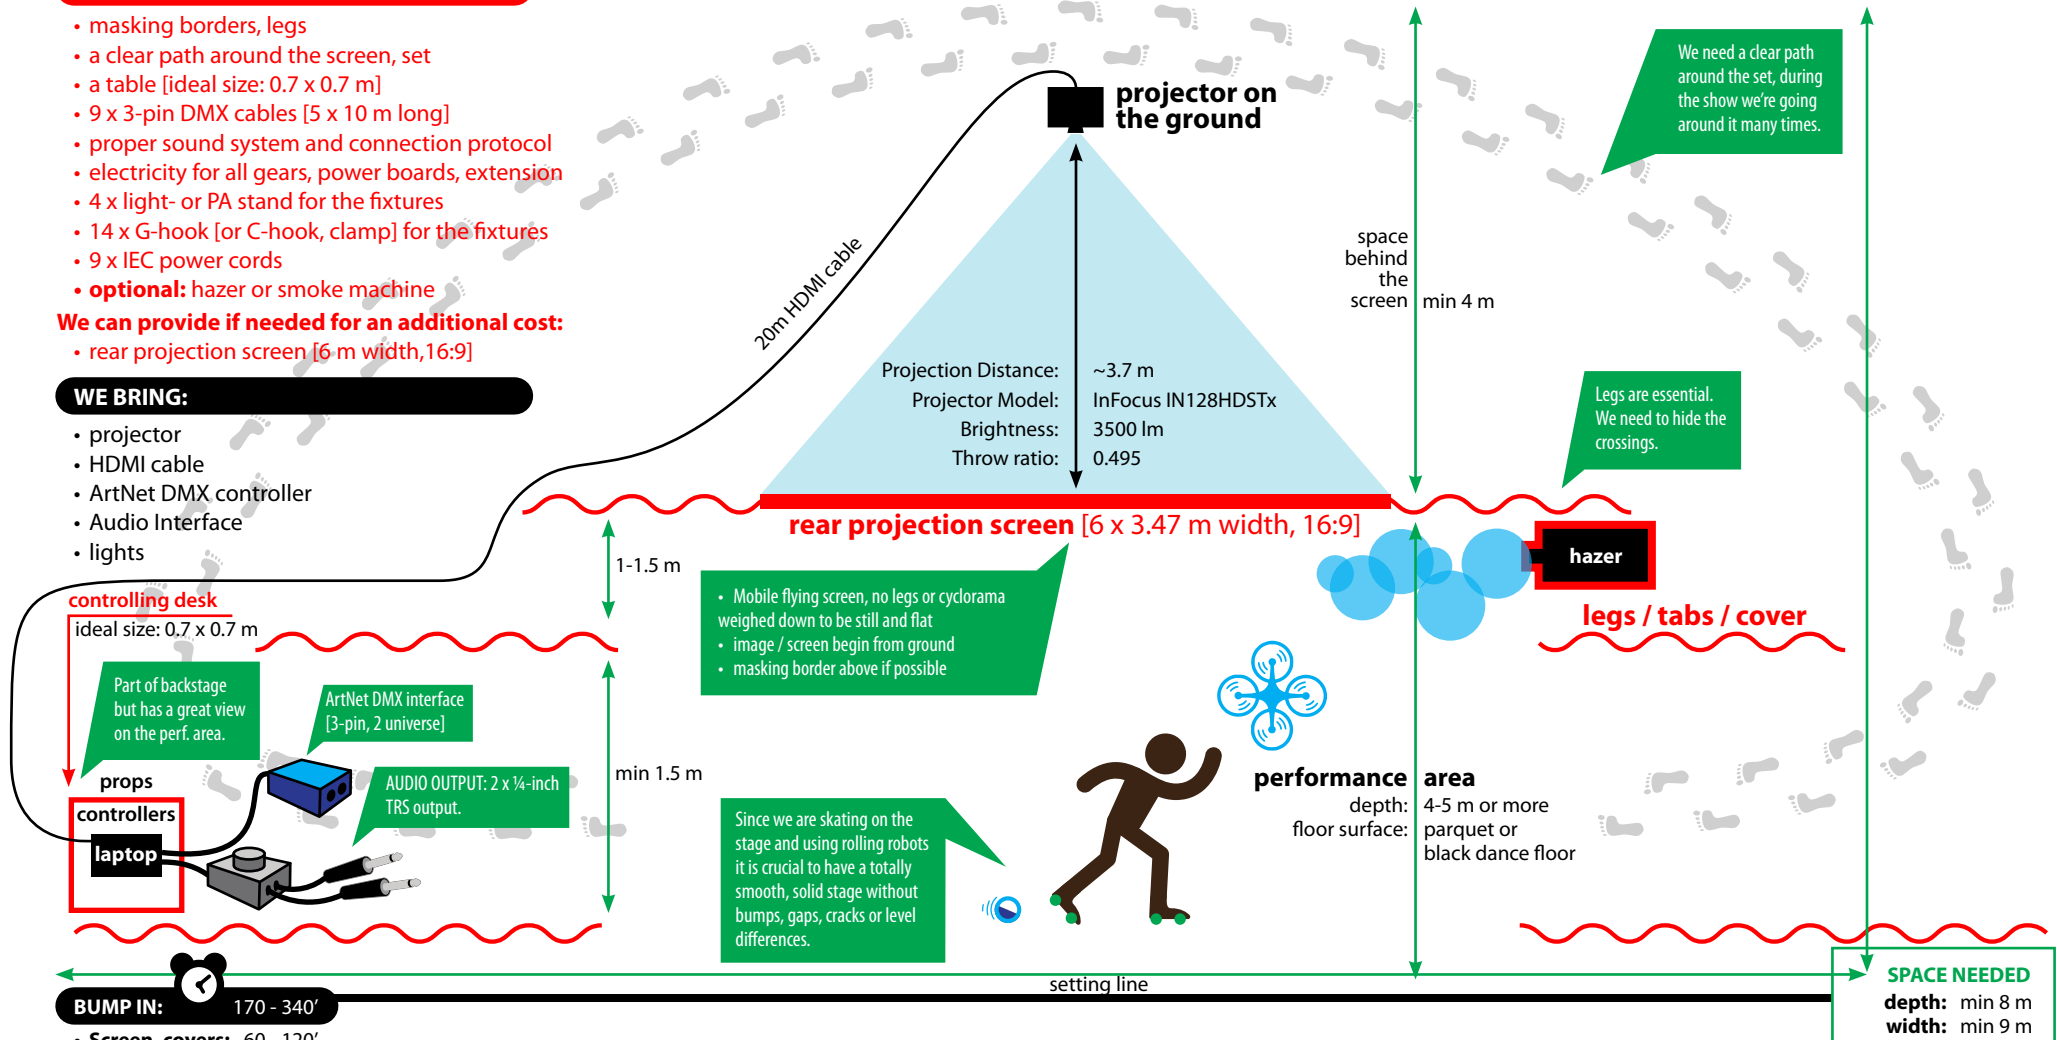 • masking borders, legs
• a clear path around the screen, set
• a table [ideal size: 0.7 x 0.7 m]
• 9 x 3-pin DMX cables [5 x 10 m long]
• proper sound system and connection protocol
• electricity for all gears, power boards, extension
• 4 x light- or PA stand for the fixtures
• 14 x G-hook [or C-hook, clamp] for the fixtures
• 9 x IEC power cords
• optional: hazer or smoke machine
We can provide if needed for an additional cost:
• rear projection screen [6 m width,16:9]
WE BRING:
• projector
• HDMI cable
• ArtNet DMX controller
• Audio Interface
• lights
projector on
the ground
20m HDMI cable
We need a clear path
around the set, during
the show we're going
around it many times.
space
behind
the
screen
min 4 m
Projection Distance: ~3.7 m
Projector Model: InFocus IN128HDSTx
Brightness: 3500 lm
Throw ratio: 0.495
Legs are essential.
We need to hide the
crossings.
rear projection screen [6 x 3.47 m width, 16:9]
1-1.5 m
hazer
legs / tabs / cover
• Mobile flying screen, no legs or cyclorama
weighed down to be still and flat
• image / screen begin from ground
• masking border above if possible
controlling desk
ideal size: 0.7 x 0.7 m
Part of backstage
but has a great view
on the perf. area.
ArtNet DMX interface
[3-pin, 2 universe]
AUDIO OUTPUT: 2 x ¼-inch
TRS output.
props
controllers
laptop
min 1.5 m
Since we are skating on the
stage and using rolling robots
it is crucial to have a totally
smooth, solid stage without
bumps, gaps, cracks or level
differences.
performance area
depth: 4-5 m or more
floor surface: parquet or
black dance floor
setting line
SPACE NEEDED
depth: min 8 m
width: min 9 m
BUMP IN: 170 - 340'
• Screen, covers: 60 - 120'